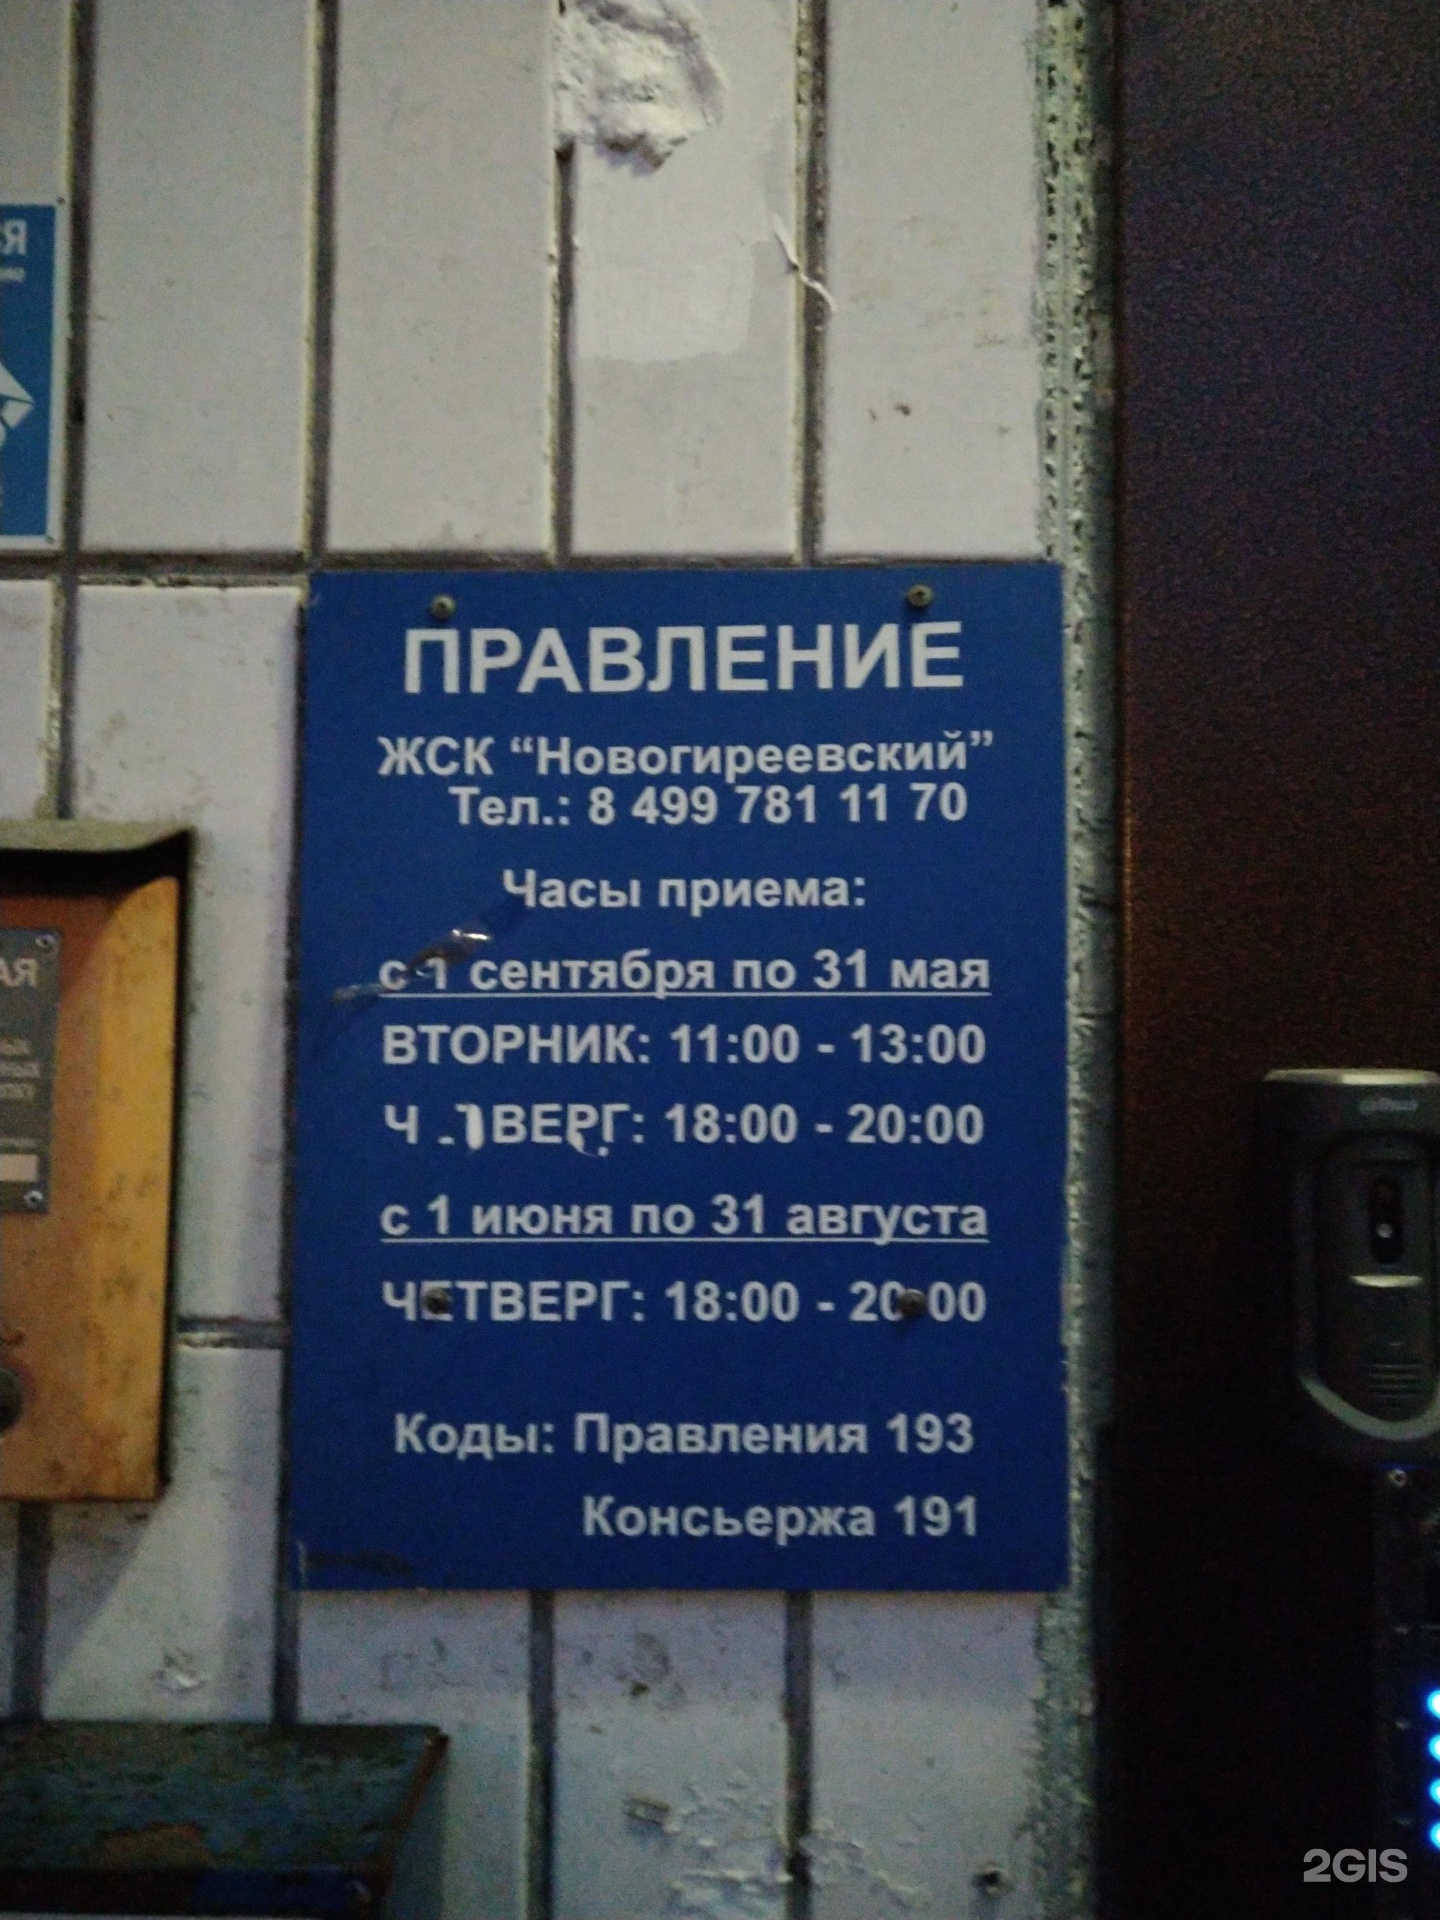 ПРАВЛЕНИЕ
ЖСК “Новогиреевский”
Тел.: 8 499 781 11 70
Часы приема:
с 1 сентября по 31 мая
ВТОРНИК: 11:00 - 13:00
ЧЕТВЕРГ: 18:00 - 20:00
с 1 июня по 31 августа
ЧЕТВЕРГ: 18:00 - 20:00
Коды: Правления 193
Консьержа 191
2GIS